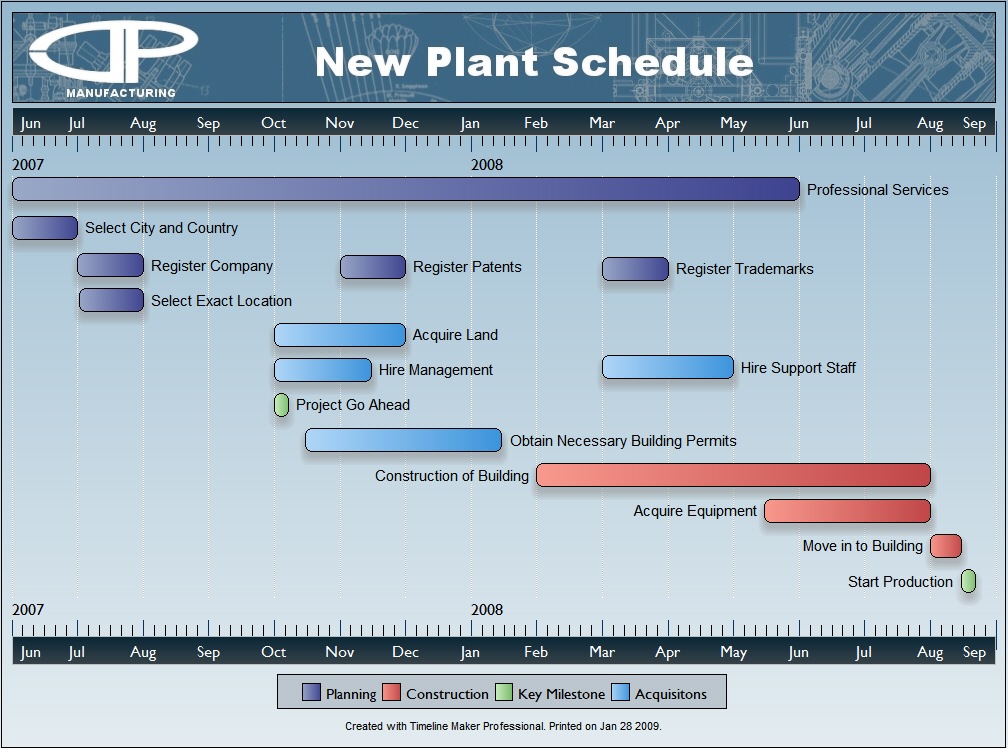 MANUFACTURING
New Plant Schedule
Jun Jul Aug Sep Oct Nov Dec Jan Feb Mar Apr May Jun Jul Aug Sep
2007 2008
Professional Services
Select City and Country
Register Company Register Patents Register Trademarks
Select Exact Location
Acquire Land
Hire Management Hire Support Staff
Project Go Ahead
Obtain Necessary Building Permits
Construction of Building
Acquire Equipment
Move in to Building
Start Production
2007 2008
Jun Jul Aug Sep Oct Nov Dec Jan Feb Mar Apr May Jun Jul Aug Sep
Planning Construction Key Milestone Acquisitons
Created with Timeline Maker Professional. Printed on Jan 28 2009.